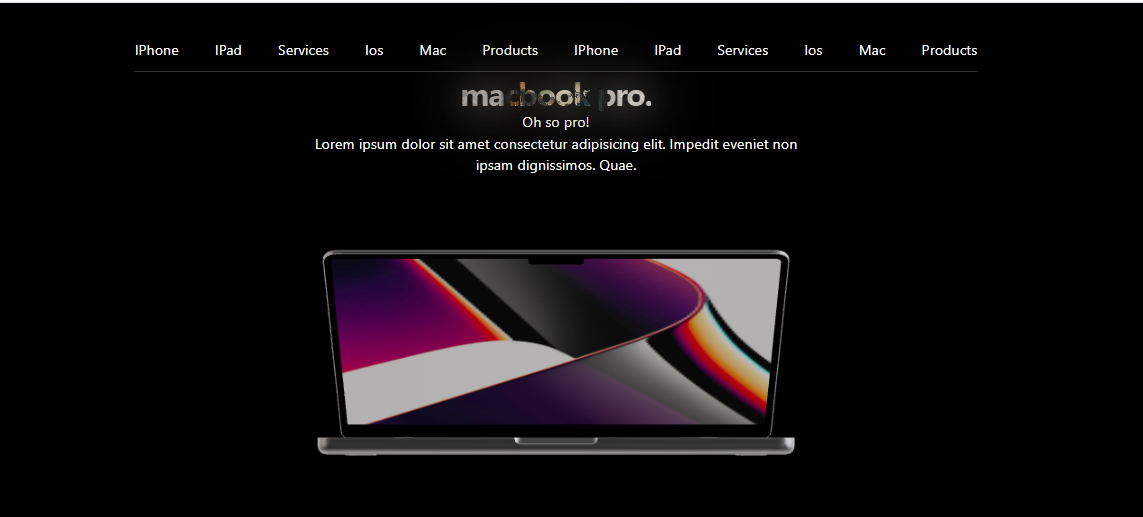 IPhone IPad Services Ios Mac Products IPhone IPad Services Ios Mac Products
macbook pro.
Oh so pro!
Lorem ipsum dolor sit amet consectetur adipisicing elit. Impedit eveniet non
ipsam dignissimos. Quae.